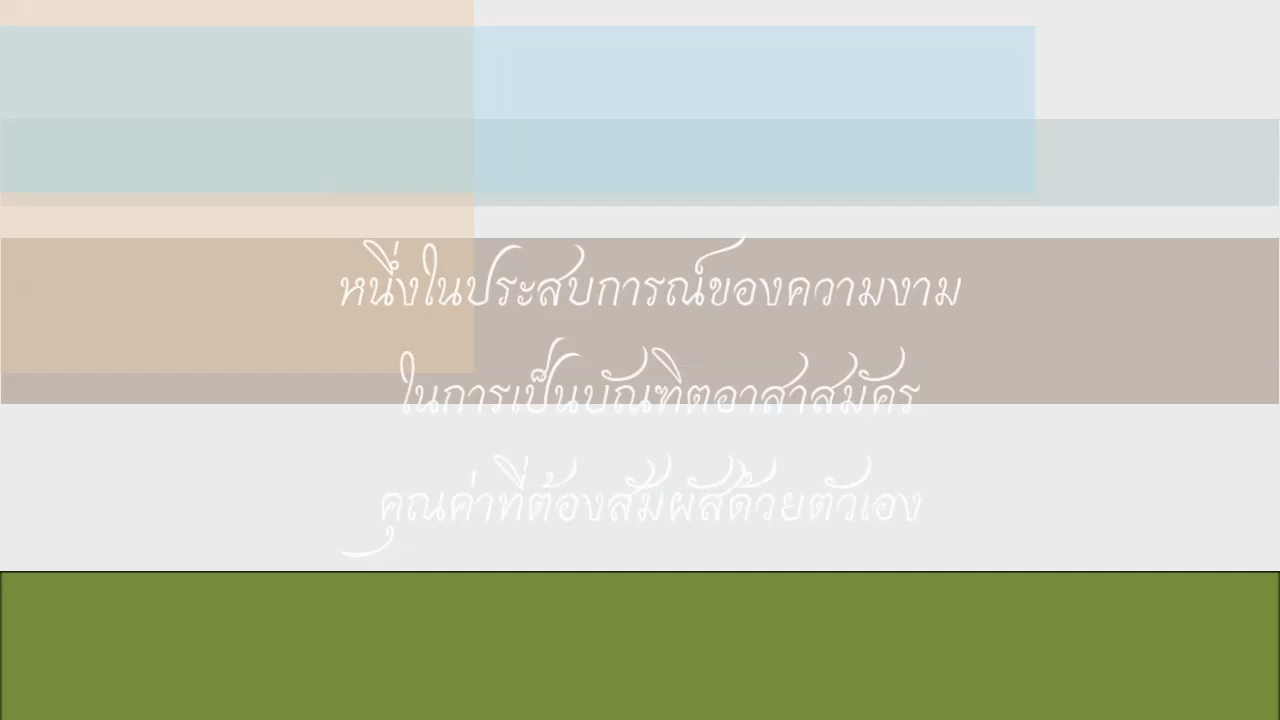 หนึ่งในประสบการณ์ของความงาม
ในการเป็นบัณฑิตอาสาสมัคร
คุณค่าที่ต้องสัมผัสด้วยตัวเอง